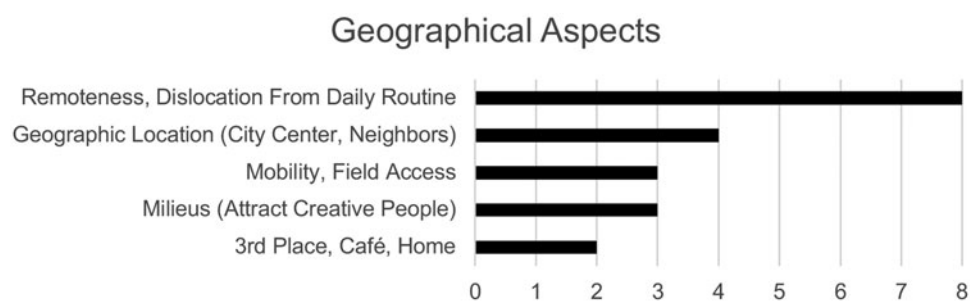 Geographical Aspects
Remoteness, Dislocation From Daily Routine
Geographic Location (City Center, Neighbors)
Mobility, Field Access
Milieus (Attract Creative People)
3rd Place, Café, Home
0 1 2 3 4 5 6 7 8